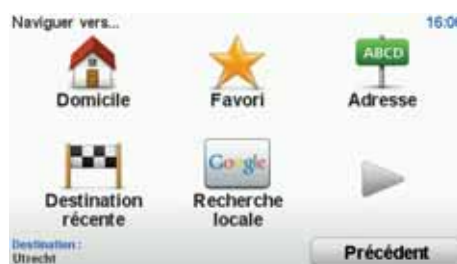 Naviguer vers...
16:00
Domicile
Favori
ABCD
Adresse
Destination
récente
Google
Recherche
locale
Destination :
Utrecht
Précédent